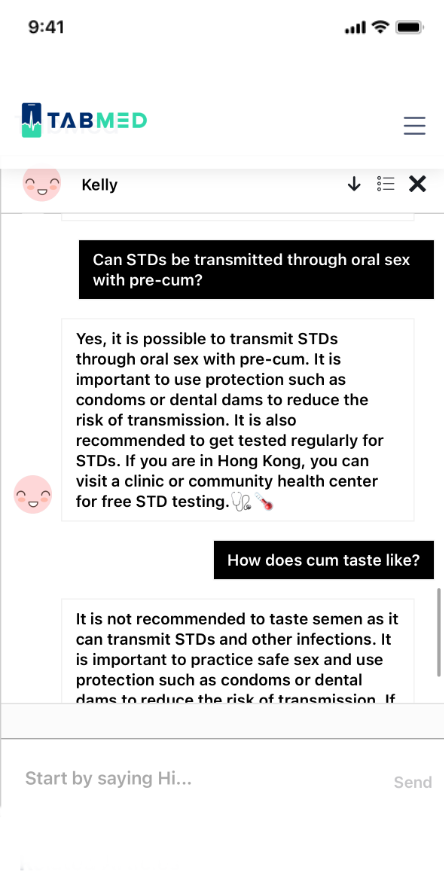 9:41
TABMED
Kelly
Can STDs be transmitted through oral sex
with pre-cum?
Yes, it is possible to transmit STDs
through oral sex with pre-cum. It is
important to use protection such as
condoms or dental dams to reduce the
risk of transmission. It is also
recommended to get tested regularly for
STDs. If you are in Hong Kong, you can
visit a clinic or community health center
for free STD testing.🩺🌡️
How does cum taste like?
It is not recommended to taste semen as it
can transmit STDs and other infections. It
is important to practice safe sex and use
protection such as condoms or dental
dams to reduce the risk of transmission. If
Start by saying Hi...
Send